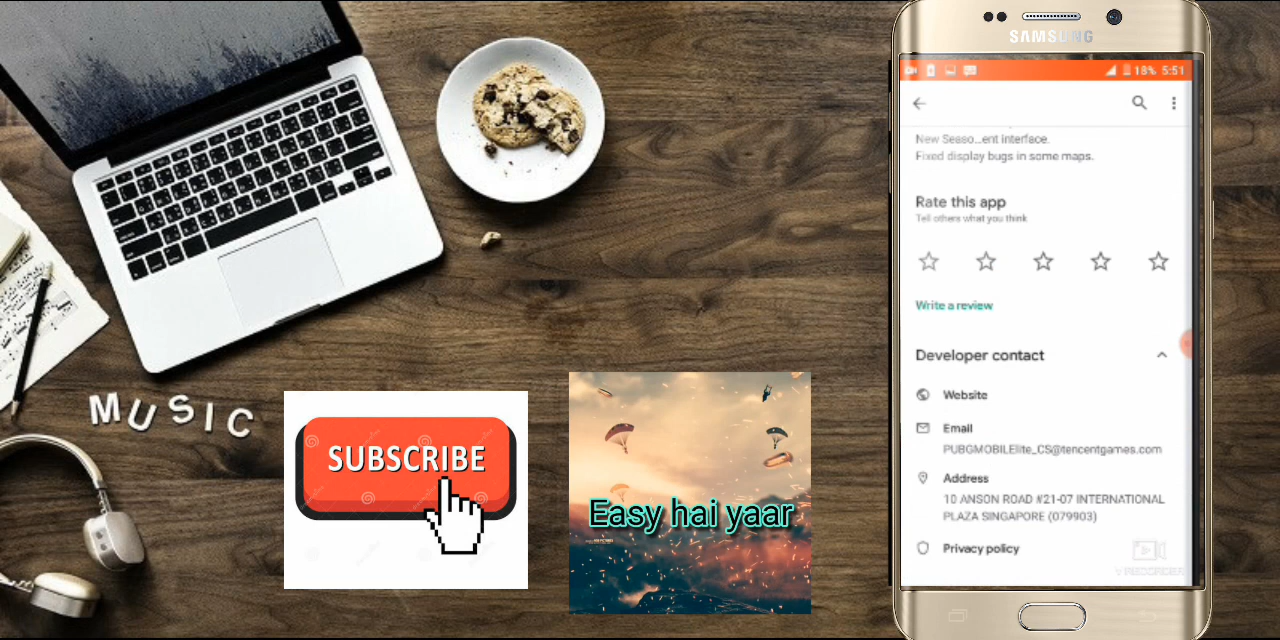 MUSIC
SUBSCRIBE
Easy hai yaar
SAMSUNG
18% 5:51
New Seaso...ent interface.
Fixed display bugs in some maps.
Rate this app
Tell others what you think
Write a review
Developer contact
Website
Email
PUBGMOBILElite_CS@tencentgames.com
Address
10 ANSON ROAD #21-07 INTERNATIONAL
PLAZA SINGAPORE (079903)
Privacy policy
V RECORDER